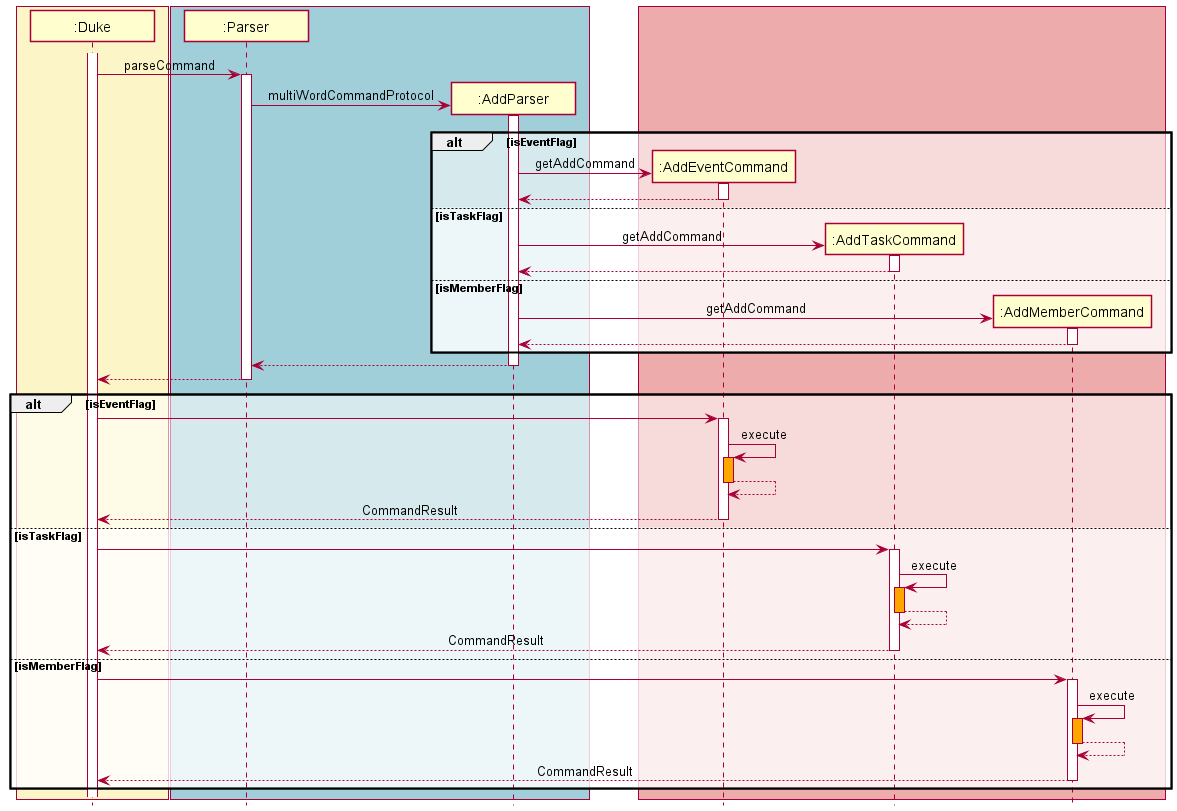 :Duke
:Parser
parseCommand
multiWordCommandProtocol
:AddParser
alt
[isEventFlag]
getAddCommand
:AddEventCommand
[isTaskFlag]
getAddCommand
:AddTaskCommand
[isMemberFlag]
getAddCommand
:AddMemberCommand
alt
[isEventFlag]
execute
CommandResult
[isTaskFlag]
execute
CommandResult
[isMemberFlag]
execute
CommandResult